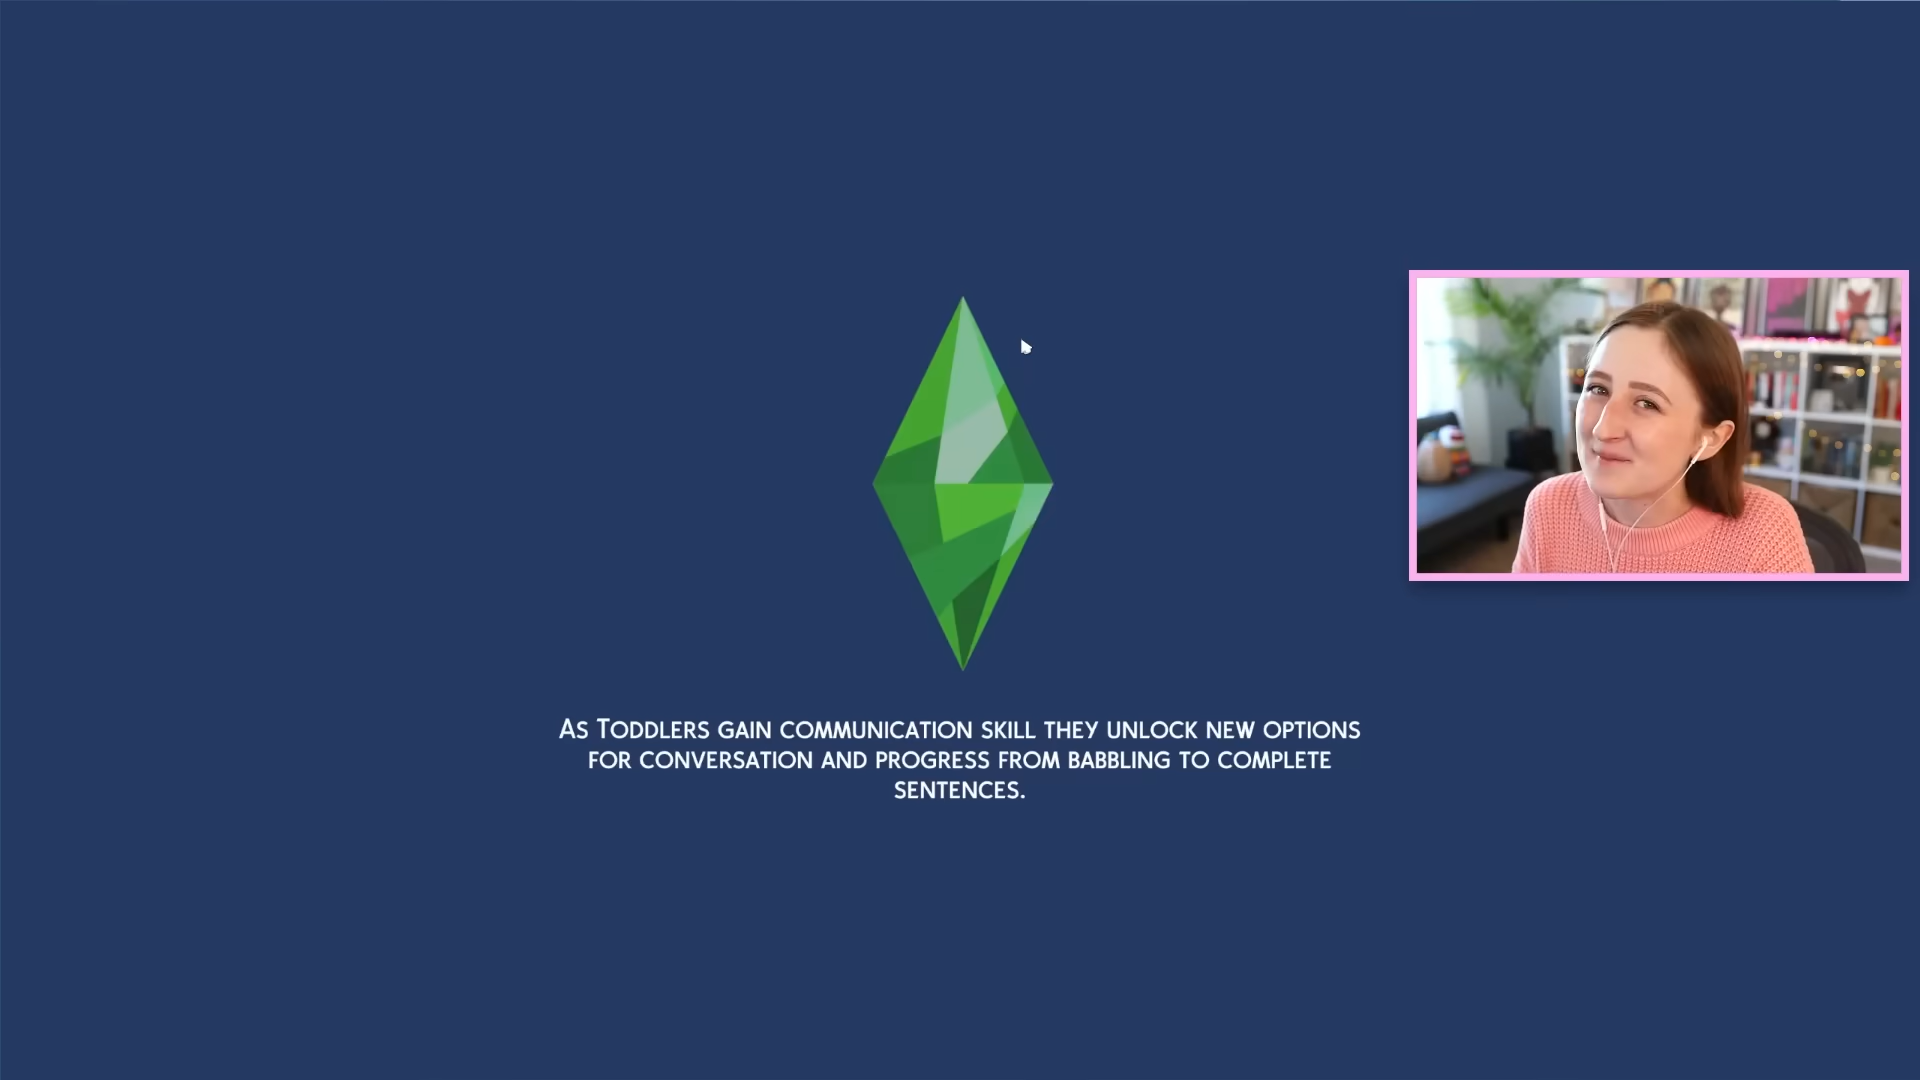 As Toddlers gain communication skill they unlock new options
for conversation and progress from babbling to complete
sentences.